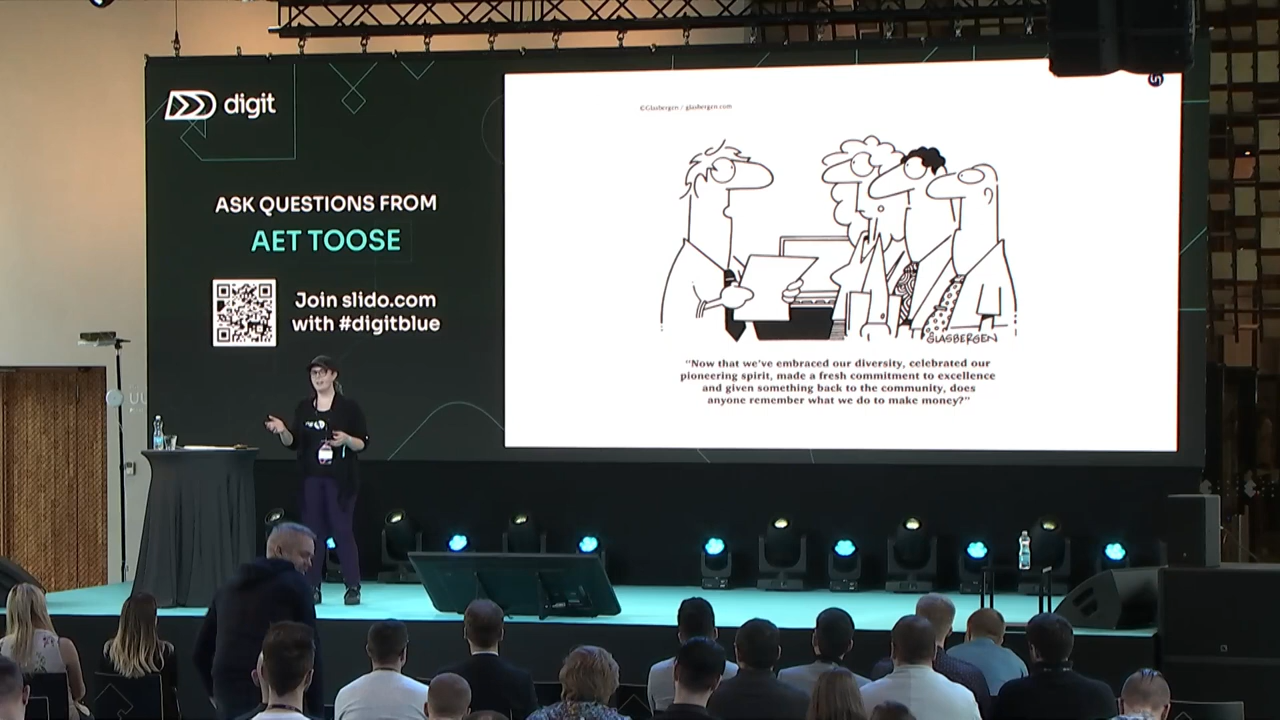 digit
ASK QUESTIONS FROM
AET TOOSE
Join slido.com
with #digitblue
©Glasbergen / glasbergen.com
GLASBERGEN
"Now that we've embraced our diversity, celebrated our
pioneering spirit, made a fresh commitment to excellence
and given something back to the community, does
anyone remember what we do to make money?"